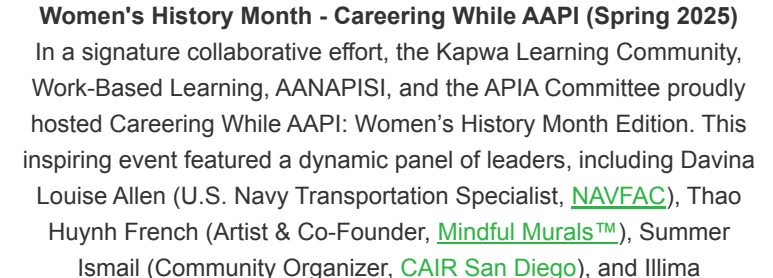 Women's History Month - Careering While AAPI (Spring 2025)
In a signature collaborative effort, the Kapwa Learning Community,
Work-Based Learning, AANAPISI, and the APIA Committee proudly
hosted Careering While AAPI: Women’s History Month Edition. This
inspiring event featured a dynamic panel of leaders, including Davina
Louise Allen (U.S. Navy Transportation Specialist, NAVFAC), Thao
Huynh French (Artist & Co-Founder, Mindful Murals™), Summer
Ismail (Community Organizer, CAIR San Diego), and Illima